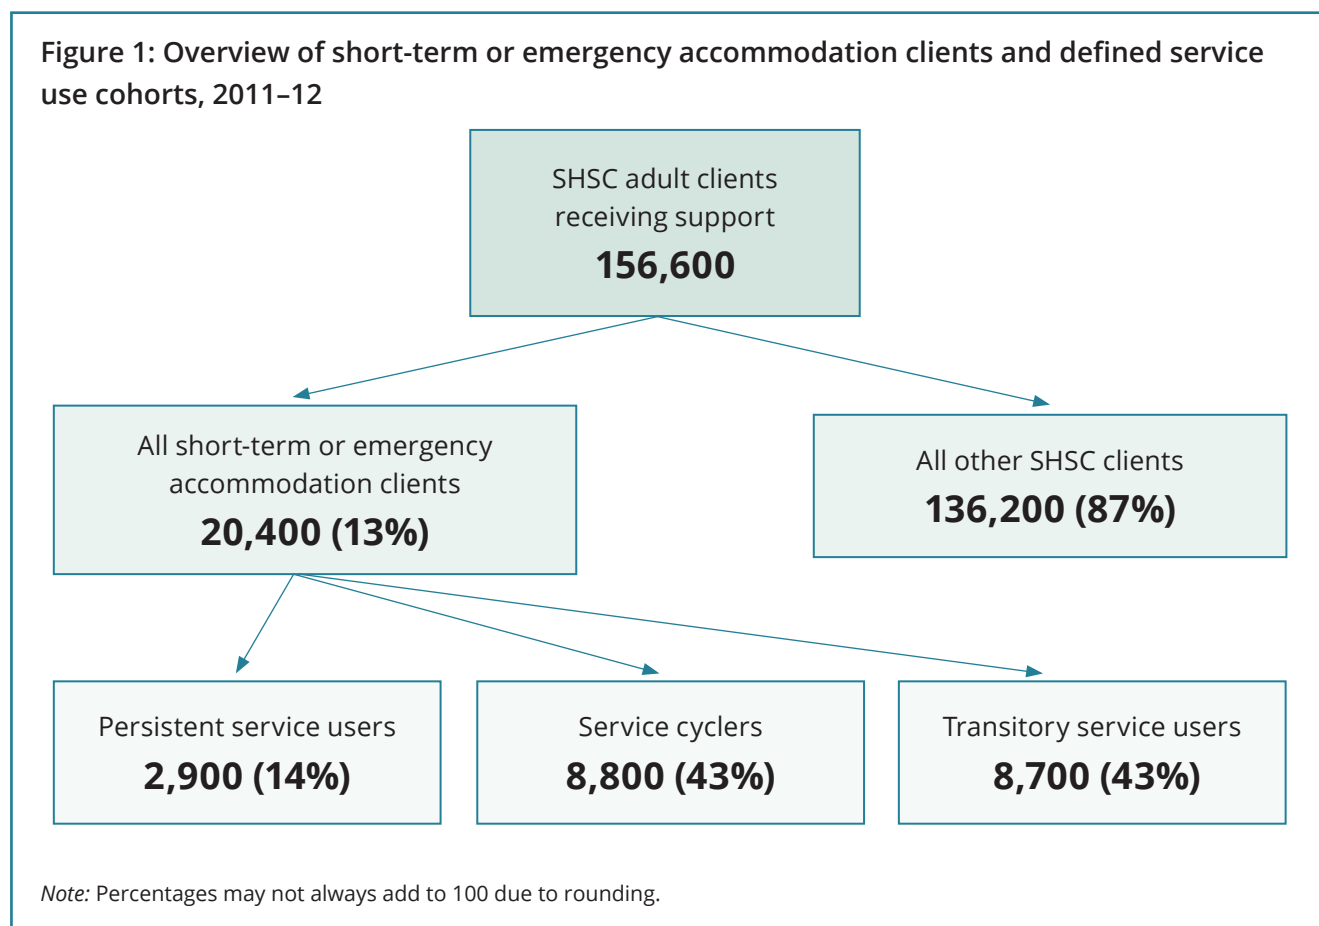 Figure 1: Overview of short-term or emergency accommodation clients and defined service
use cohorts, 2011–12
SHSC adult clients
receiving support
156,600
All short-term or emergency
accommodation clients
20,400 (13%)
All other SHSC clients
136,200 (87%)
Persistent service users
2,900 (14%)
Service cyclers
8,800 (43%)
Transitory service users
8,700 (43%)
Note: Percentages may not always add to 100 due to rounding.